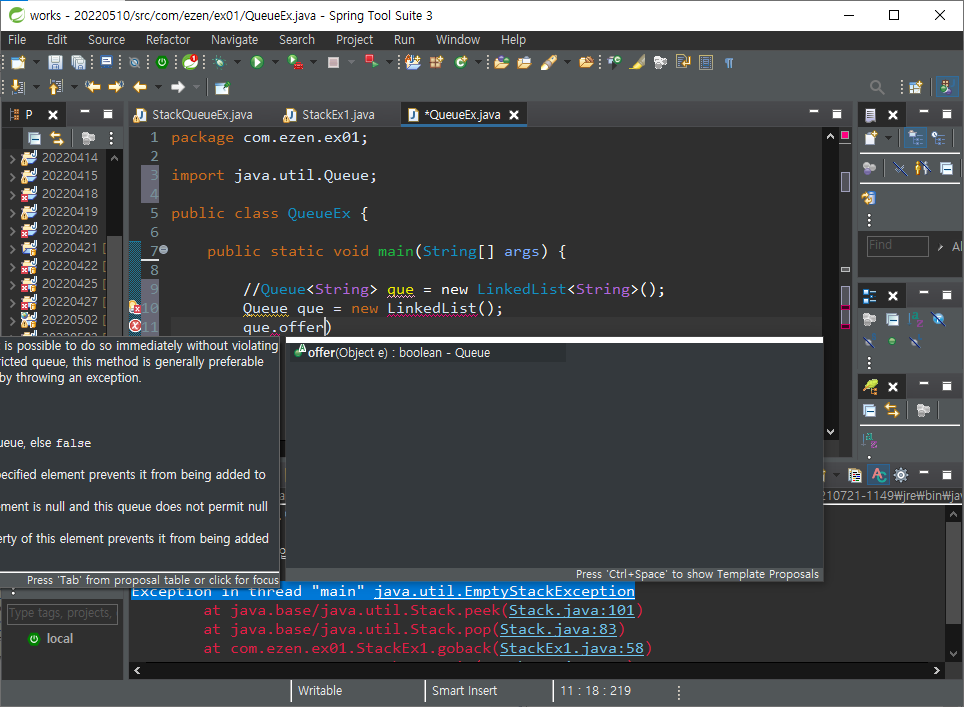 works - 20220510/src/com/ezen/ex01/QueueEx.java - Spring Tool Suite 3
File Edit Source Refactor Navigate Search Project Run Window Help
P
StackQueueEx.java
StackEx1.java
*QueueEx.java
20220414
20220415
20220418
20220419
20220420
20220421 [
20220422 [
20220425 [
20220427 [
20220502 [
1 package com.ezen.ex01;
2
3 import java.util.Queue;
4
5 public class QueueEx {
6
7 public static void main(String[] args) {
8
9 //Queue<String> que = new LinkedList<String>();
10 Queue que = new LinkedList();
11 que.offer)
Find
Al
is possible to do so immediately without violating
ricted queue, this method is generally preferable
by throwing an exception.
ueue, else false
pecified element prevents it from being added to
ement is null and this queue does not permit null
erty of this element prevents it from being added
Press 'Tab' from proposal table or click for focus
offer(Object e) : boolean - Queue
Press 'Ctrl+Space' to show Template Proposals
210721-1149₩jre₩bin₩jav
Exception in thread "main" java.util.EmptyStackException
at java.base/java.util.Stack.peek(Stack.java:101)
at java.base/java.util.Stack.pop(Stack.java:83)
at com.ezen.ex01.StackEx1.goback(StackEx1.java:58)
Type tags, projects,
local
Writable
Smart Insert
11 : 18 : 219